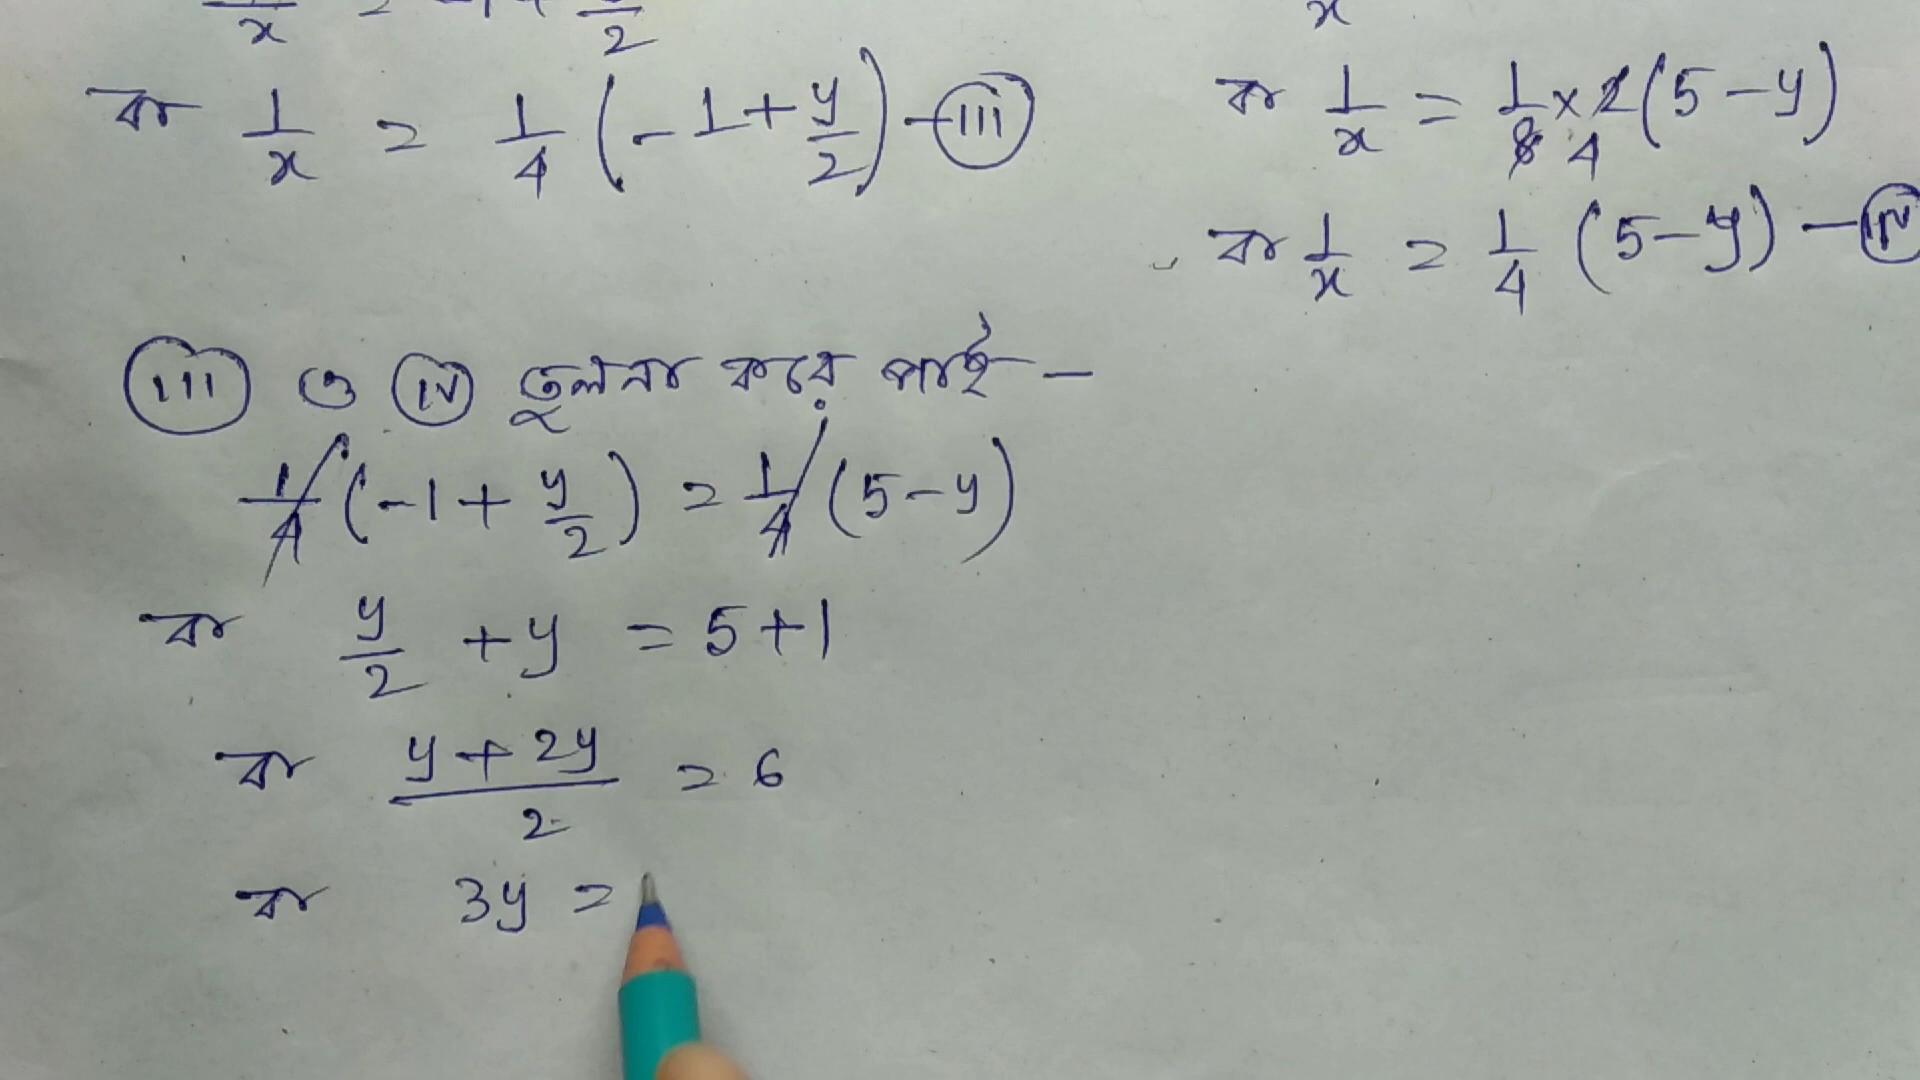 বা 1/x = 1/4 (-1 + y/2) - (iii)
iii ও iv তুলনা করে পাই -
1/4 (-1 + y/2) = 1/4 (5 - y)
বা y/2 + y = 5 + 1
বা (y + 2y)/2 = 6
বা 3y =
x
বা 1/x = 1/8 × 2 (5 - y)
4
বা 1/x = 1/4 (5 - y) - (iv)